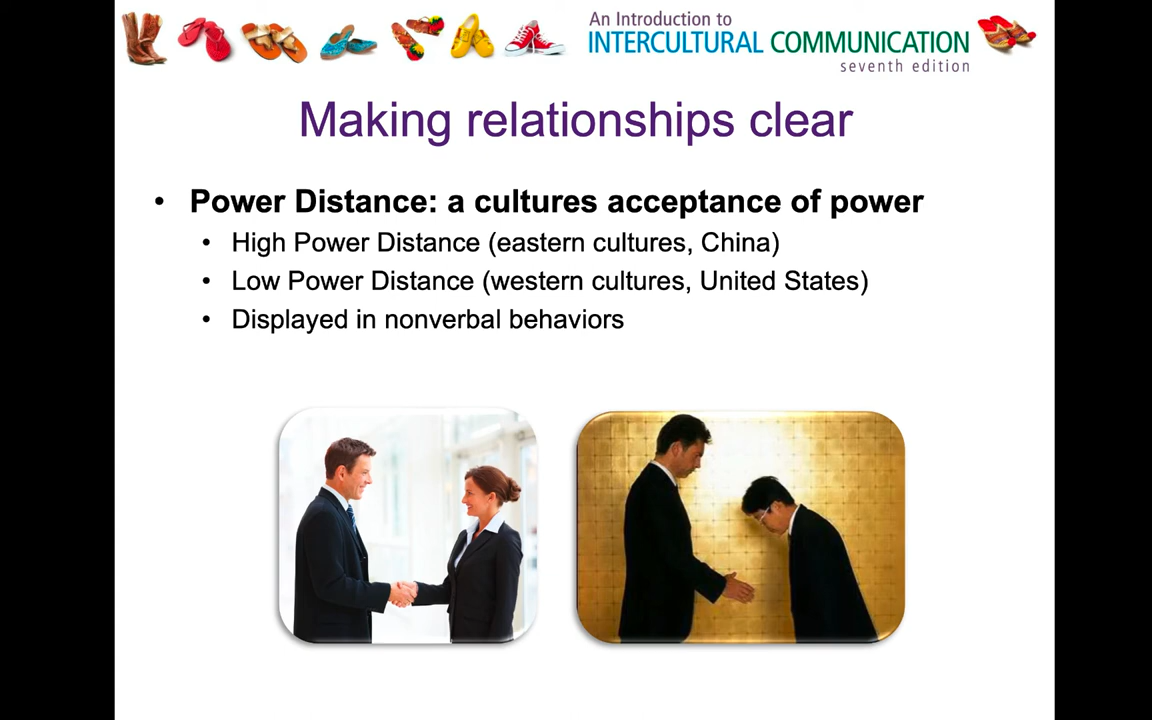 An Introduction to
INTERCULTURAL COMMUNICATION
seventh edition
Making relationships clear
• Power Distance: a cultures acceptance of power
• High Power Distance (eastern cultures, China)
• Low Power Distance (western cultures, United States)
• Displayed in nonverbal behaviors